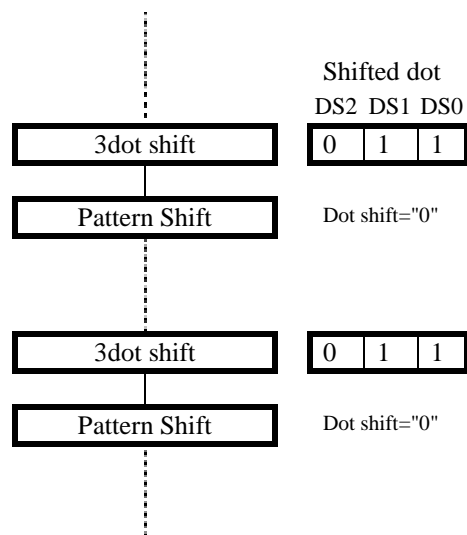 Shifted dot
DS2 DS1 DS0
3dot shift 0 1 1
Pattern Shift Dot shift="0"
3dot shift 0 1 1
Pattern Shift Dot shift="0"